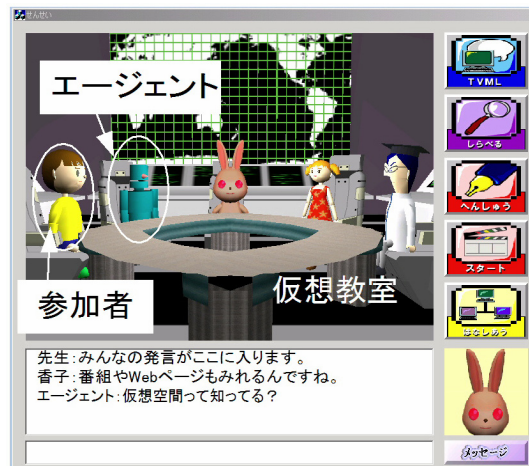 せんせい
エージェント
参加者
仮想教室
TVML
しらべる
へんしゅう
スタート
はなしあう
先生:みんなの発言がここに入ります。
香子:番組やWebページもみれるんですね。
エージェント:仮想空間って知ってる?
メッセージ